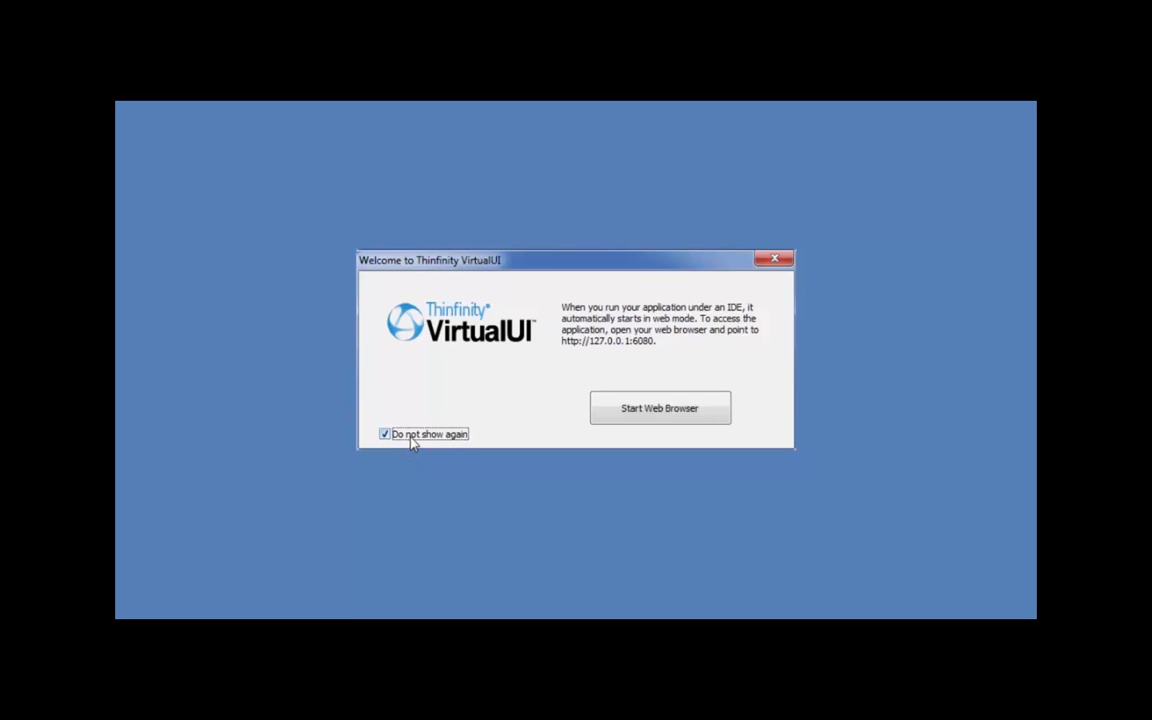 Welcome to Thinfinity VirtualUI
Thinfinity®
VirtualUI™
When you run your application under an IDE, it
automatically starts in web mode. To access the
application, open your web browser and point to
http://127.0.0.1:6080.
Start Web Browser
Do not show again